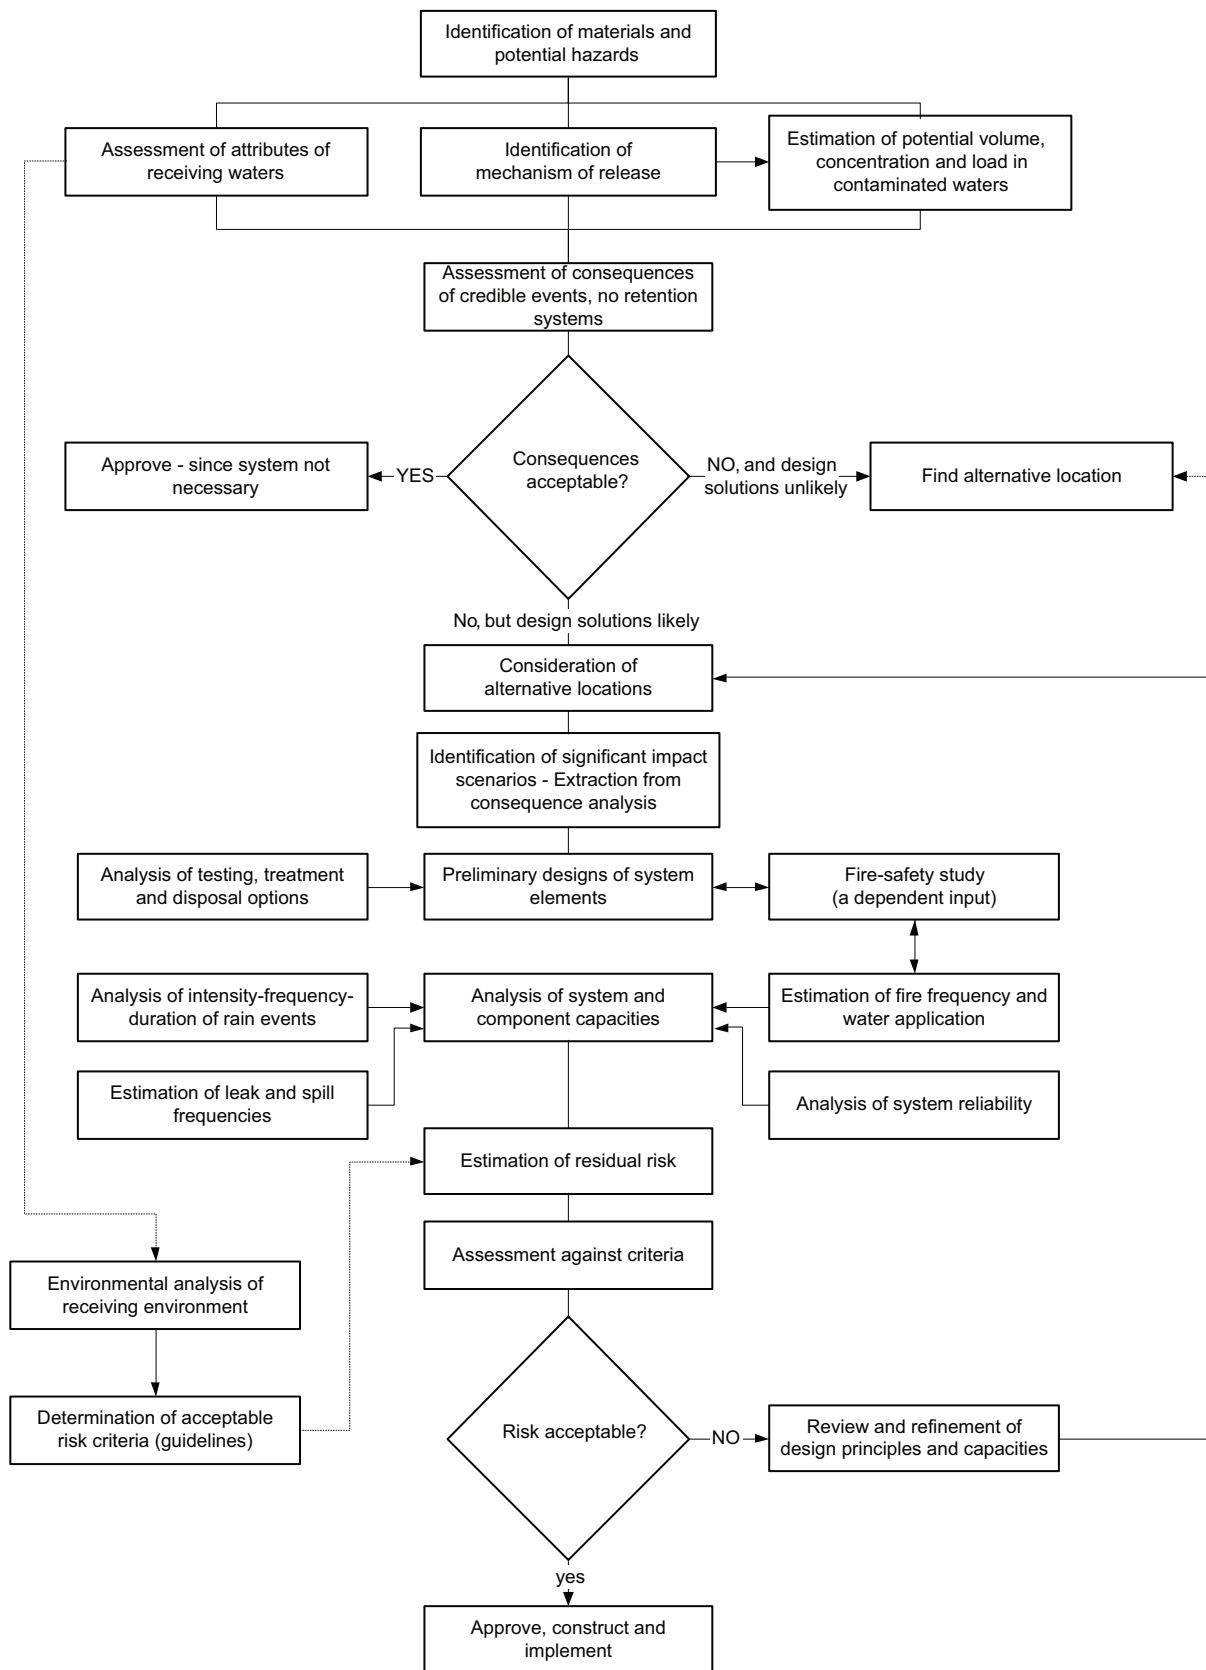 Identification of materials and
potential hazards
Assessment of attributes of
receiving waters
Identification of
mechanism of release
Estimation of potential volume,
concentration and load in
contaminated waters
Assessment of consequences
of credible events, no retention
systems
Consequences
acceptable?
YES
Approve - since system not
necessary
NO, and design
solutions unlikely
Find alternative location
No, but design solutions likely
Consideration of
alternative locations
Identification of significant impact
scenarios - Extraction from
consequence analysis
Analysis of testing, treatment
and disposal options
Preliminary designs of system
elements
Fire-safety study
(a dependent input)
Analysis of intensity-frequency-
duration of rain events
Analysis of system and
component capacities
Estimation of fire frequency and
water application
Estimation of leak and spill
frequencies
Analysis of system reliability
Estimation of residual risk
Assessment against criteria
Environmental analysis of
receiving environment
Determination of acceptable
risk criteria (guidelines)
Risk acceptable?
NO
Review and refinement of
design principles and capacities
yes
Approve, construct and
implement